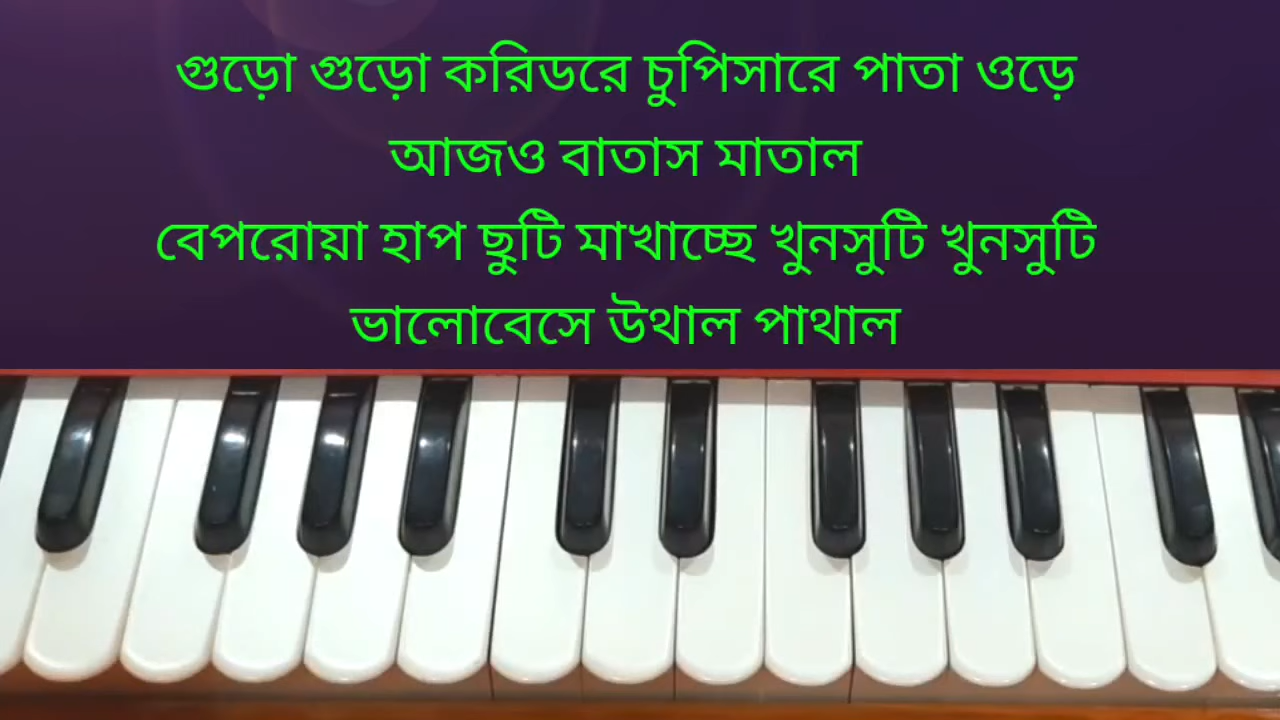 গুড়ো গুড়ো করিডরে চুপিসারে পাতা ওড়ে
আজও বাতাস মাতাল
বেপরোয়া হাপ ছুটি মাখাচ্ছে খুনসুটি খুনসুটি
ভালোবেসে উথাল পাথাল